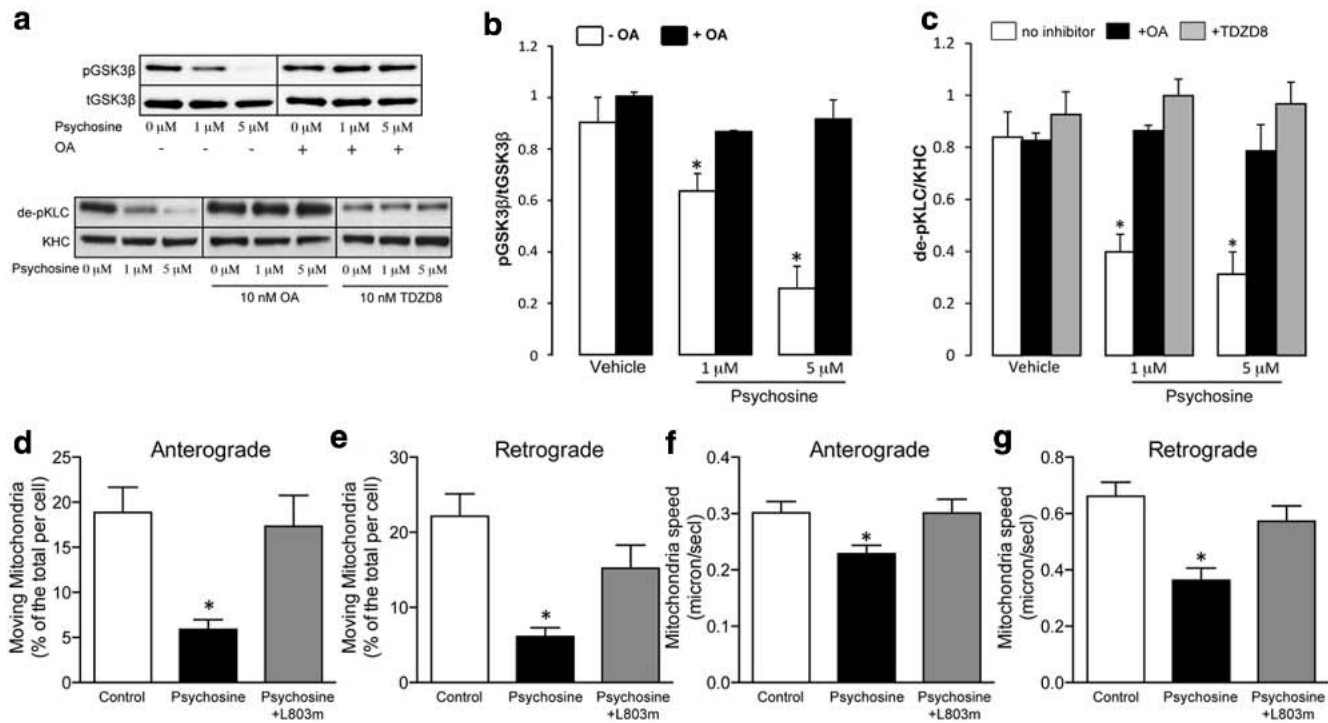 a
pGSK3β
tGSK3β
Psychosine 0 µM 1 µM 5 µM 0 µM 1 µM 5 µM
OA - - - + + +
de-pKLC
KHC
Psychosine 0 µM 1 µM 5 µM 0 µM 1 µM 5 µM 0 µM 1 µM 5 µM
10 nM OA 10 nM TDZD8
b
- OA + OA
pGSK3β/tGSK3β
1.2
1
0.8
0.6
0.4
0.2
0
*
*
Vehicle 1 µM 5 µM
Psychosine
c
no inhibitor +OA +TDZD8
de-pKLC/KHC
1.2
1
0.8
0.6
0.4
0.2
0
*
*
Vehicle 1 µM 5 µM
Psychosine
d
Anterograde
Moving Mitochondria
(% of the total per cell)
25
20
15
10
5
0
*
Control Psychosine Psychosine
+L803m
e
Retrograde
Moving Mitochondria
(% of the total per cell)
30
20
10
0
*
Control Psychosine Psychosine
+L803m
f
Anterograde
Mitochondria speed
(micron/secl)
0.4
0.3
0.2
0.1
0.0
*
Control Psychosine Psychosine
+L803m
g
Retrograde
Mitochondria speed
(micron/secl)
0.8
0.6
0.4
0.2
0.0
*
Control Psychosine Psychosine
+L803m